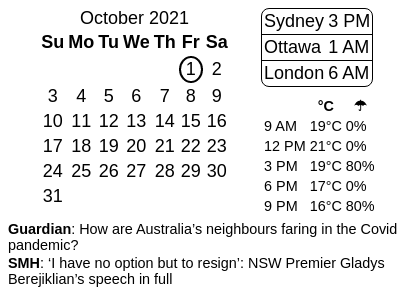 October 2021
Su Mo Tu We Th Fr Sa
1 2
3 4 5 6 7 8 9
10 11 12 13 14 15 16
17 18 19 20 21 22 23
24 25 26 27 28 29 30
31
Sydney 3 PM
Ottawa 1 AM
London 6 AM
°C ☂
9 AM 19°C 0%
12 PM 21°C 0%
3 PM 19°C 80%
6 PM 17°C 0%
9 PM 16°C 80%
Guardian: How are Australia’s neighbours faring in the Covid
pandemic?
SMH: ‘I have no option but to resign’: NSW Premier Gladys
Berejiklian’s speech in full